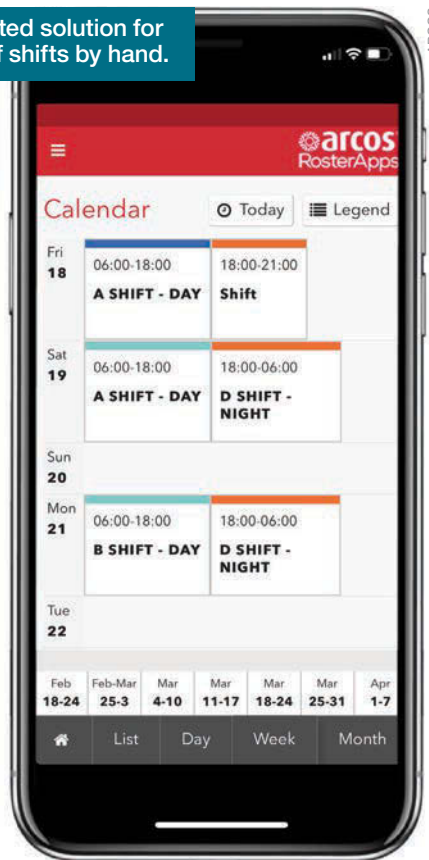 ted solution for
f shifts by hand.
≡ arcos
RosterApps
Calendar Today Legend
Fri
18
06:00-18:00
A SHIFT - DAY
18:00-21:00
Shift
Sat
19
06:00-18:00
A SHIFT - DAY
18:00-06:00
D SHIFT -
NIGHT
Sun
20
Mon
21
06:00-18:00
B SHIFT - DAY
18:00-06:00
D SHIFT -
NIGHT
Tue
22
Feb Feb-Mar Mar Mar Mar Mar Apr
18-24 25-3 4-10 11-17 18-24 25-31 1-7
List Day Week Month